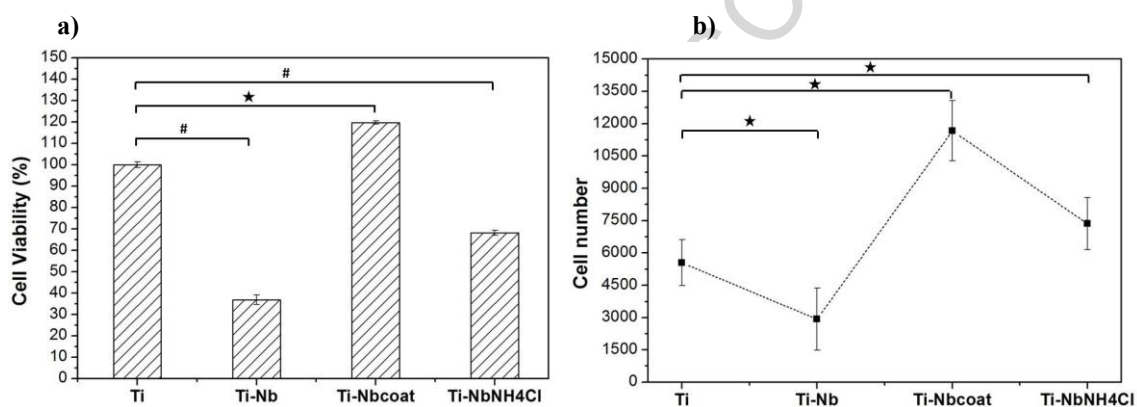 a)
150
140
130
120
110
100
90
80
70
60
50
40
30
20
10
0
Cell Viability (%)
#
★
#
Ti
Ti-Nb
Ti-Nbcoat
Ti-NbNH4Cl
b)
15000
13500
12000
10500
9000
7500
6000
4500
3000
1500
0
Cell number
★
★
★
Ti
Ti-Nb
Ti-Nbcoat
Ti-NbNH4Cl